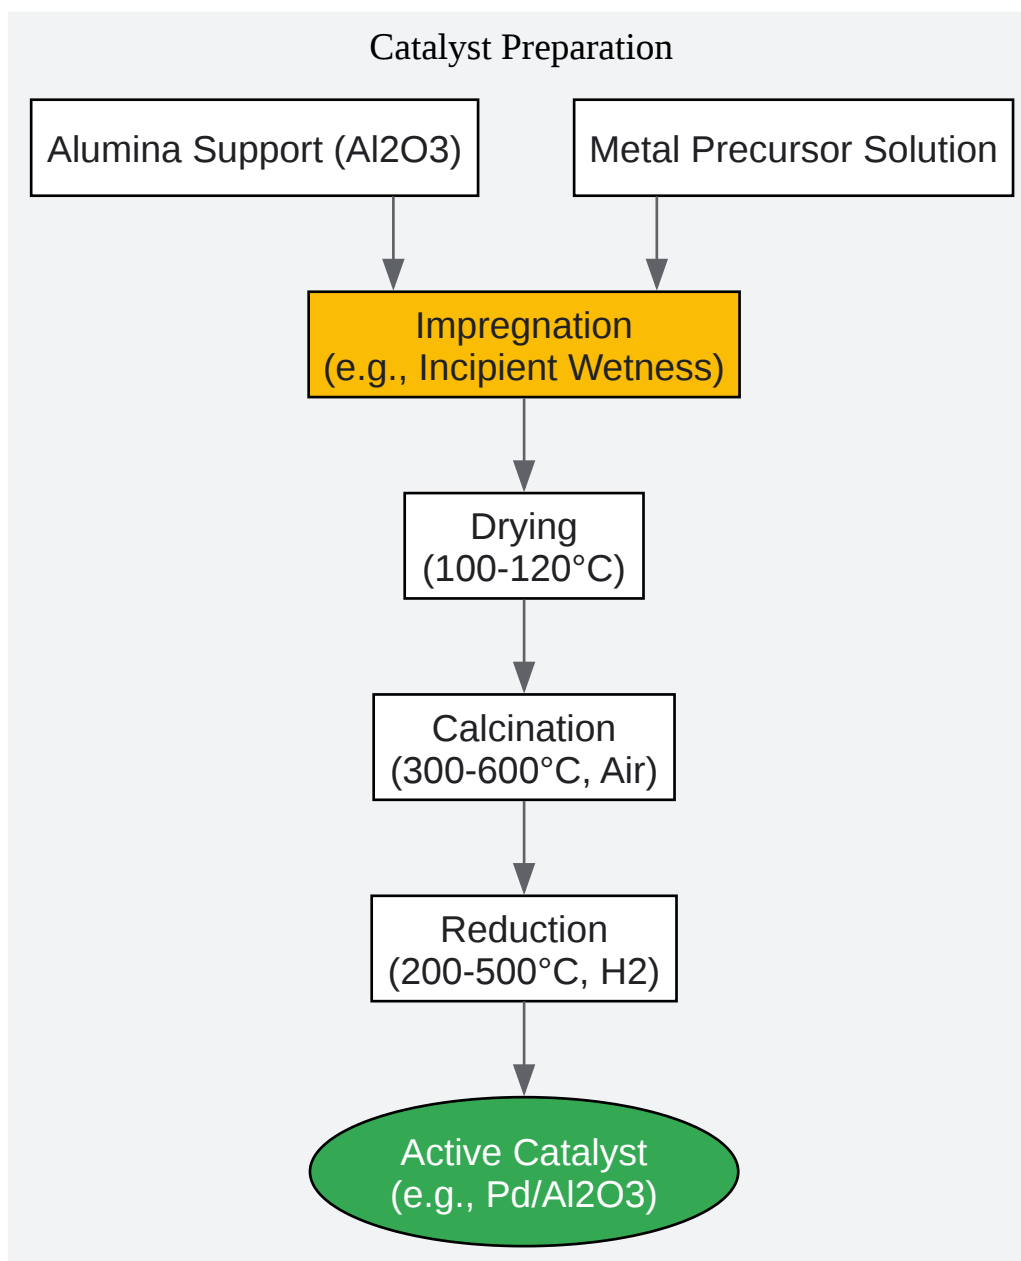 Catalyst Preparation
Alumina Support (Al2O3)
Metal Precursor Solution
Impregnation
(e.g., Incipient Wetness)
Drying
(100-120°C)
Calcination
(300-600°C, Air)
Reduction
(200-500°C, H2)
Active Catalyst
(e.g., Pd/Al2O3)